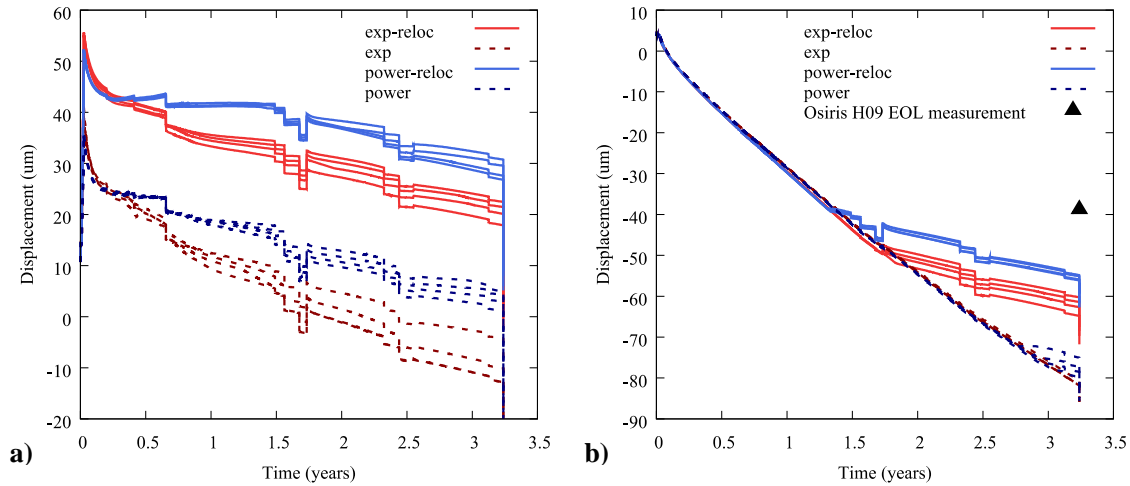 60
50
40
30
20
10
0
-10
-20
0
0.5
1
1.5
2
2.5
3
3.5
Displacement (um)
Time (years)
exp-reloc
exp
power-reloc
power
a)
10
0
-10
-20
-30
-40
-50
-60
-70
-80
-90
0
0.5
1
1.5
2
2.5
3
3.5
Displacement (um)
Time (years)
exp-reloc
exp
power-reloc
power
Osiris H09 EOL measurement
b)